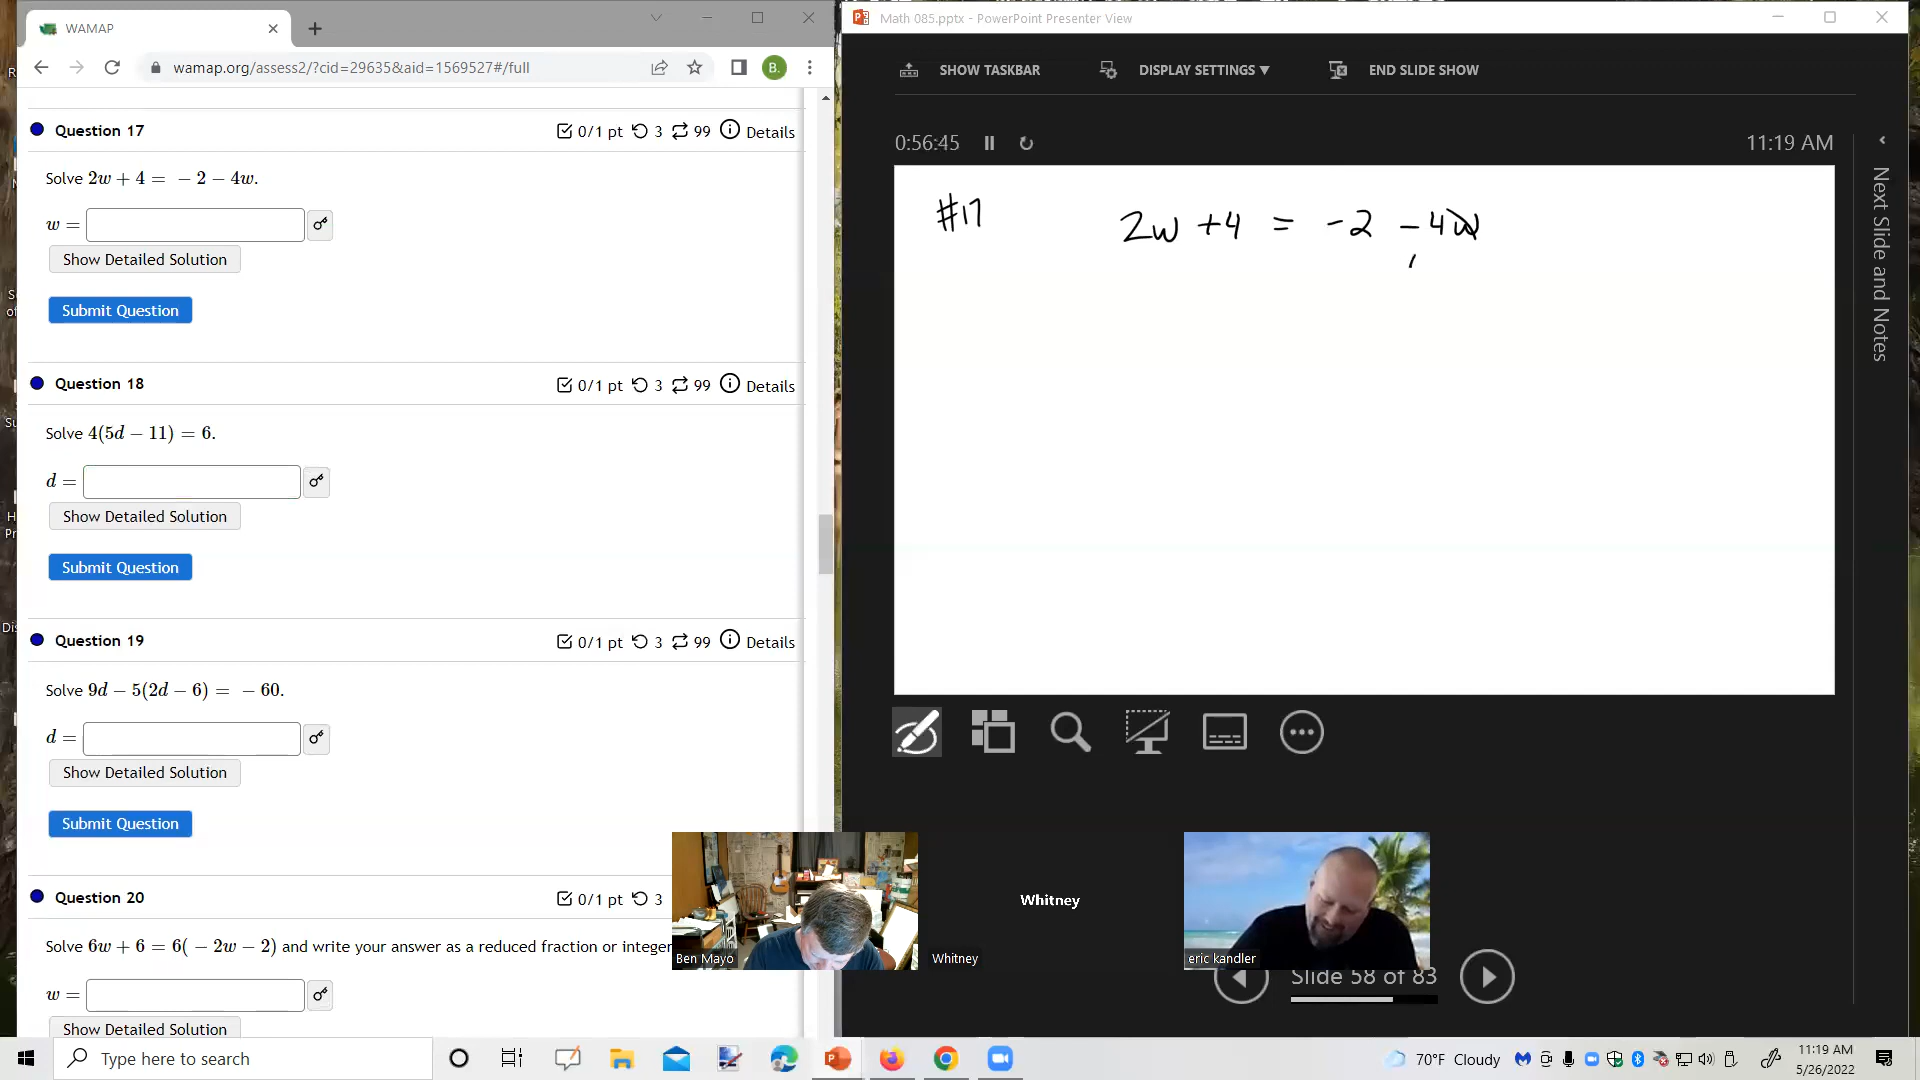 WAMAP
wamap.org/assess2/?cid=29635&aid=1569527#/full
B.
Question 17
0/1 pt 3 99 Details
Solve 2w + 4 = − 2 − 4w.
w =
Show Detailed Solution
Submit Question
Question 18
0/1 pt 3 99 Details
Solve 4(5d − 11) = 6.
d =
Show Detailed Solution
Submit Question
Question 19
0/1 pt 3 99 Details
Solve 9d − 5(2d − 6) = − 60.
d =
Show Detailed Solution
Submit Question
Question 20
0/1 pt 3
Solve 6w + 6 = 6( − 2w − 2) and write your answer as a reduced fraction or integer
w =
Show Detailed Solution
Math 085.pptx - PowerPoint Presenter View
SHOW TASKBAR
DISPLAY SETTINGS ▾
END SLIDE SHOW
0:56:45
11:19 AM
#17
2w + 4 = -2 - 4w
Next Slide and Notes
Ben Mayo
Whitney
Whitney
eric kandler
Slide 58 of 83
Type here to search
70°F Cloudy
11:19 AM
5/26/2022